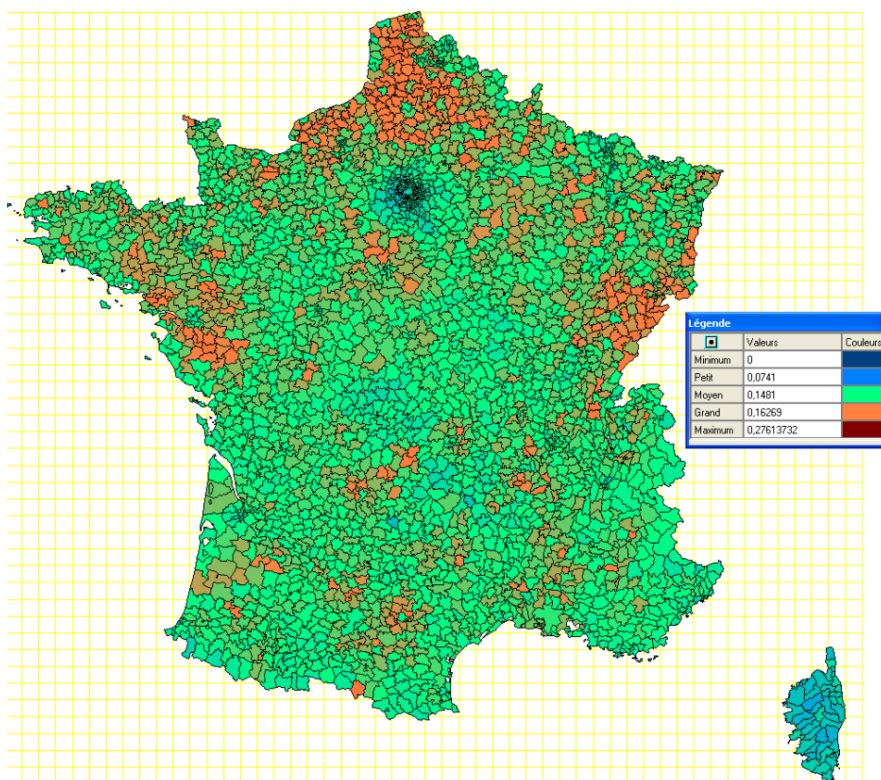 Légende
Valeurs Couleurs
Minimum 0
Petit 0,0741
Moyen 0,1481
Grand 0,16269
Maximum 0,27613732